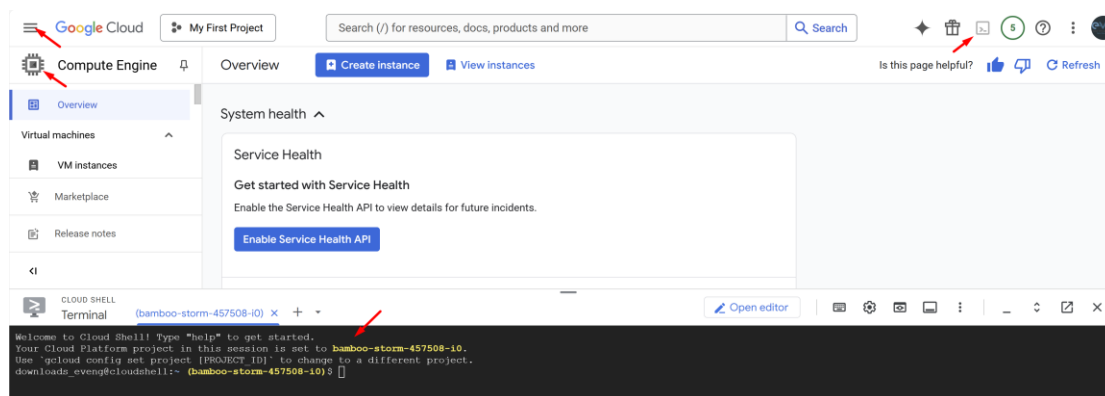 Google Cloud
My First Project
Search (/) for resources, docs, products and more
Search
5
Compute Engine
Overview
Create instance
View instances
Is this page helpful?
Refresh
Overview
Virtual machines
VM instances
Marketplace
Release notes
System health
Service Health
Get started with Service Health
Enable the Service Health API to view details for future incidents.
Enable Service Health API
CLOUD SHELL
Terminal
(bamboo-storm-457508-i0)
Open editor
Welcome to Cloud Shell! Type "help" to get started.
Your Cloud Platform project in this session is set to bamboo-storm-457508-i0.
Use `gcloud config set project [PROJECT_ID]` to change to a different project.
downloads_eveng@cloudshell:~ (bamboo-storm-457508-i0)$